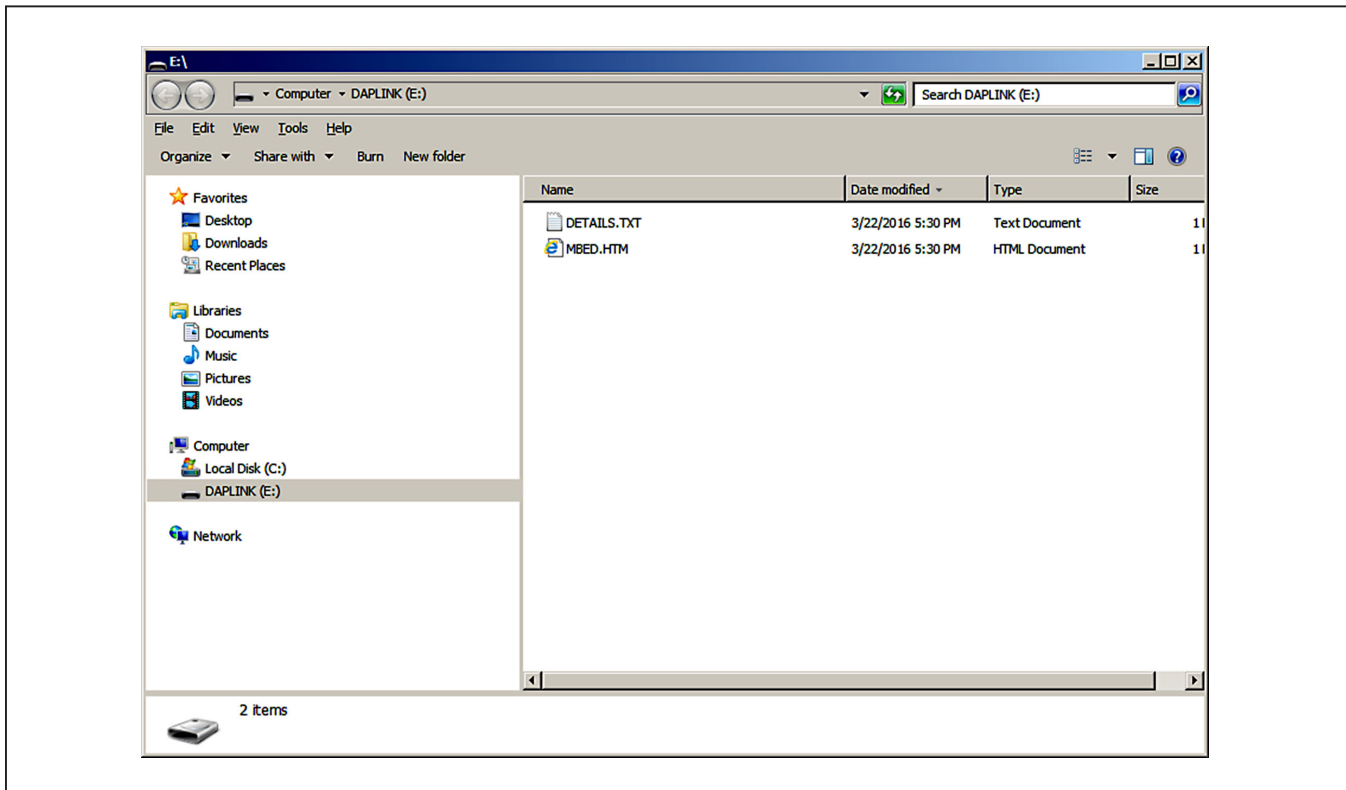 E:\
Computer DAPLINK (E:) Search DAPLINK (E:)
File Edit View Tools Help
Organize Share with Burn New folder
Favorites
Desktop
Downloads
Recent Places
Libraries
Documents
Music
Pictures
Videos
Computer
Local Disk (C:)
DAPLINK (E:)
Network
Name Date modified Type Size
DETAILS.TXT 3/22/2016 5:30 PM Text Document 1
MBED.HTM 3/22/2016 5:30 PM HTML Document 1
2 items